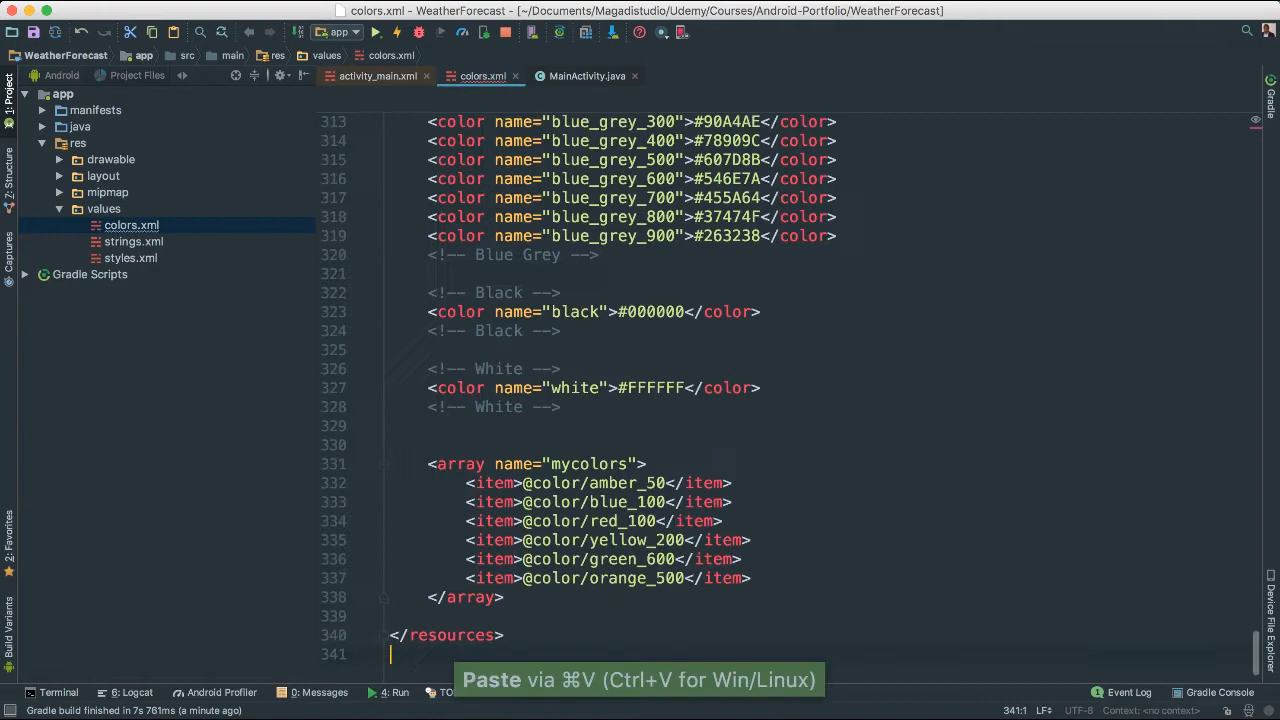 colors.xml - WeatherForecast - [~/Documents/Magadistudio/Udemy/Courses/Android-Portfolio/WeatherForecast]
app
WeatherForecast app src main res values colors.xml
Android Project Files
activity_main.xml colors.xml MainActivity.java
1: Project
Z: Structure
Captures
2: Favorites
Build Variants
app
manifests
java
res
drawable
layout
mipmap
values
colors.xml
strings.xml
styles.xml
Gradle Scripts
313 <color name="blue_grey_300">#90A4AE</color>
314 <color name="blue_grey_400">#78909C</color>
315 <color name="blue_grey_500">#607D8B</color>
316 <color name="blue_grey_600">#546E7A</color>
317 <color name="blue_grey_700">#455A64</color>
318 <color name="blue_grey_800">#37474F</color>
319 <color name="blue_grey_900">#263238</color>
320 <!-- Blue Grey -->
321
322 <!-- Black -->
323 <color name="black">#000000</color>
324 <!-- Black -->
325
326 <!-- White -->
327 <color name="white">#FFFFFF</color>
328 <!-- White -->
329
330
331 <array name="mycolors">
332 <item>@color/amber_50</item>
333 <item>@color/blue_100</item>
334 <item>@color/red_100</item>
335 <item>@color/yellow_200</item>
336 <item>@color/green_600</item>
337 <item>@color/orange_500</item>
338 </array>
339
340 </resources>
341
Paste via ⌘V (Ctrl+V for Win/Linux)
Gradle
Device File Explorer
Terminal 6: Logcat Android Profiler 0: Messages 4: Run TO Event Log Gradle Console
Gradle build finished in 7s 761ms (a minute ago) 341:1 LF UTF-8 Context: <no context>